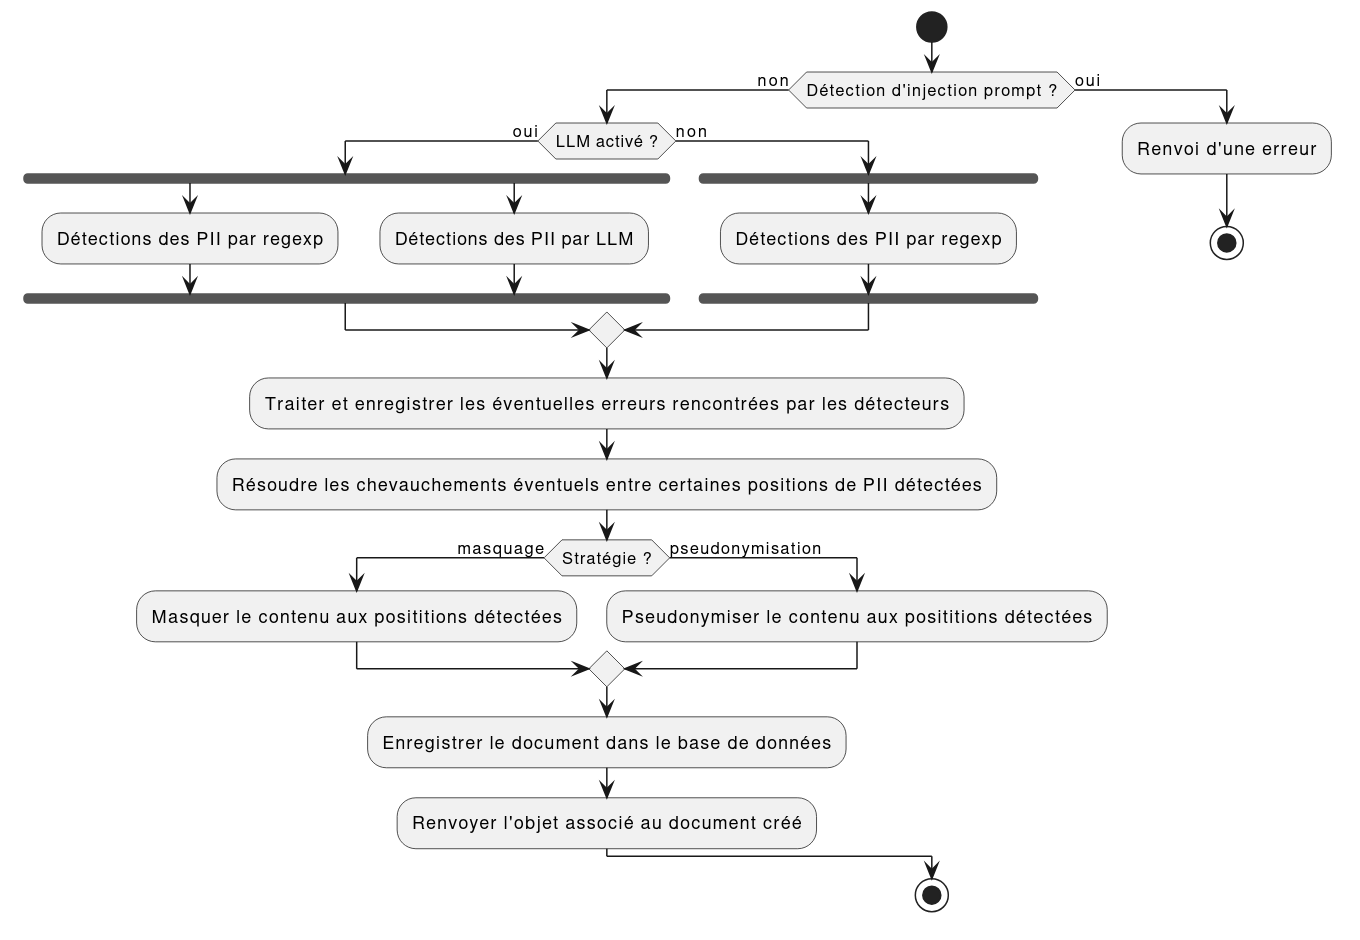 non
Détection d'injection prompt ?
oui
oui
LLM activé ?
non
Renvoi d'une erreur
Détections des PII par regexp
Détections des PII par LLM
Détections des PII par regexp
Traiter et enregistrer les éventuelles erreurs rencontrées par les détecteurs
Résoudre les chevauchements éventuels entre certaines positions de PII détectées
masquage
Stratégie ?
pseudonymisation
Masquer le contenu aux posititions détectées
Pseudonymiser le contenu aux posititions détectées
Enregistrer le document dans le base de données
Renvoyer l'objet associé au document créé